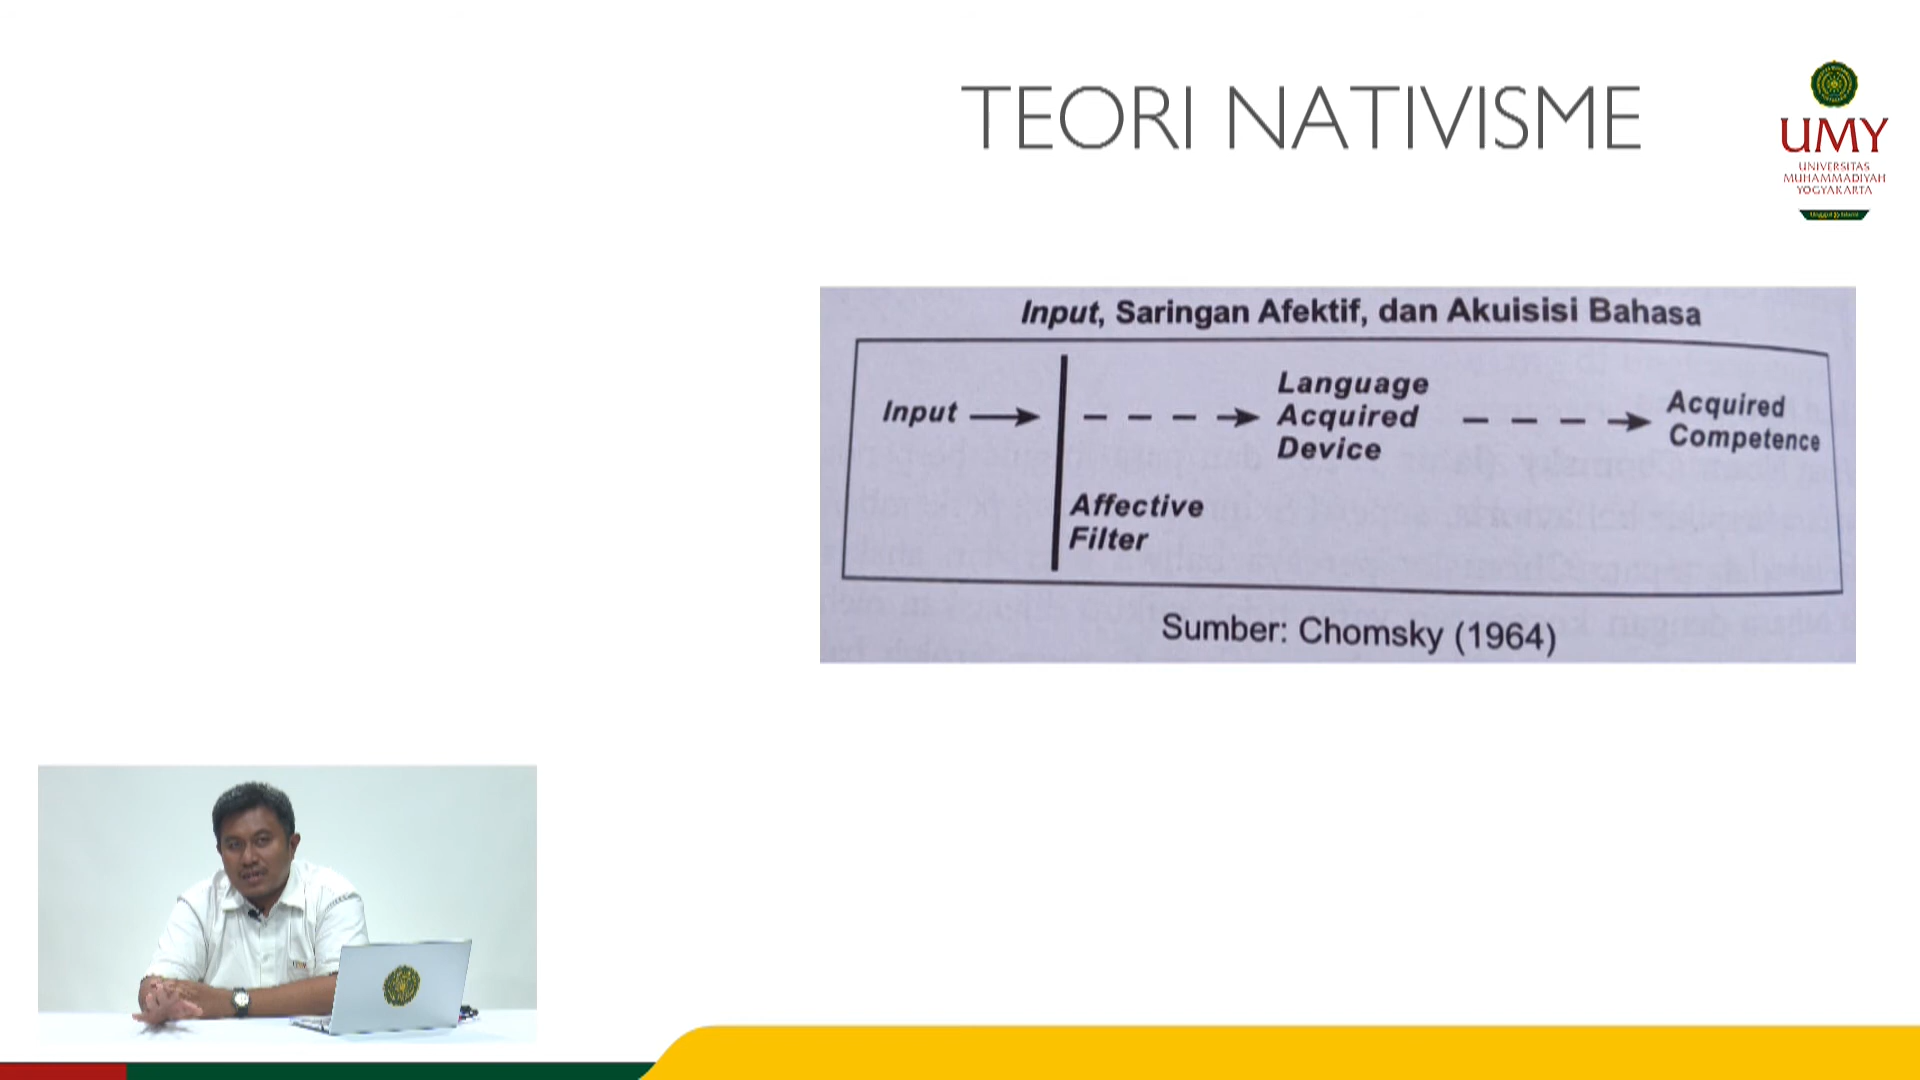 TEORI NATIVISME
UMY
UNIVERSITAS
MUHAMMADIYAH
YOGYAKARTA
Input, Saringan Afektif, dan Akuisisi Bahasa
Input
Language
Acquired
Device
Acquired
Competence
Affective
Filter
Sumber: Chomsky (1964)